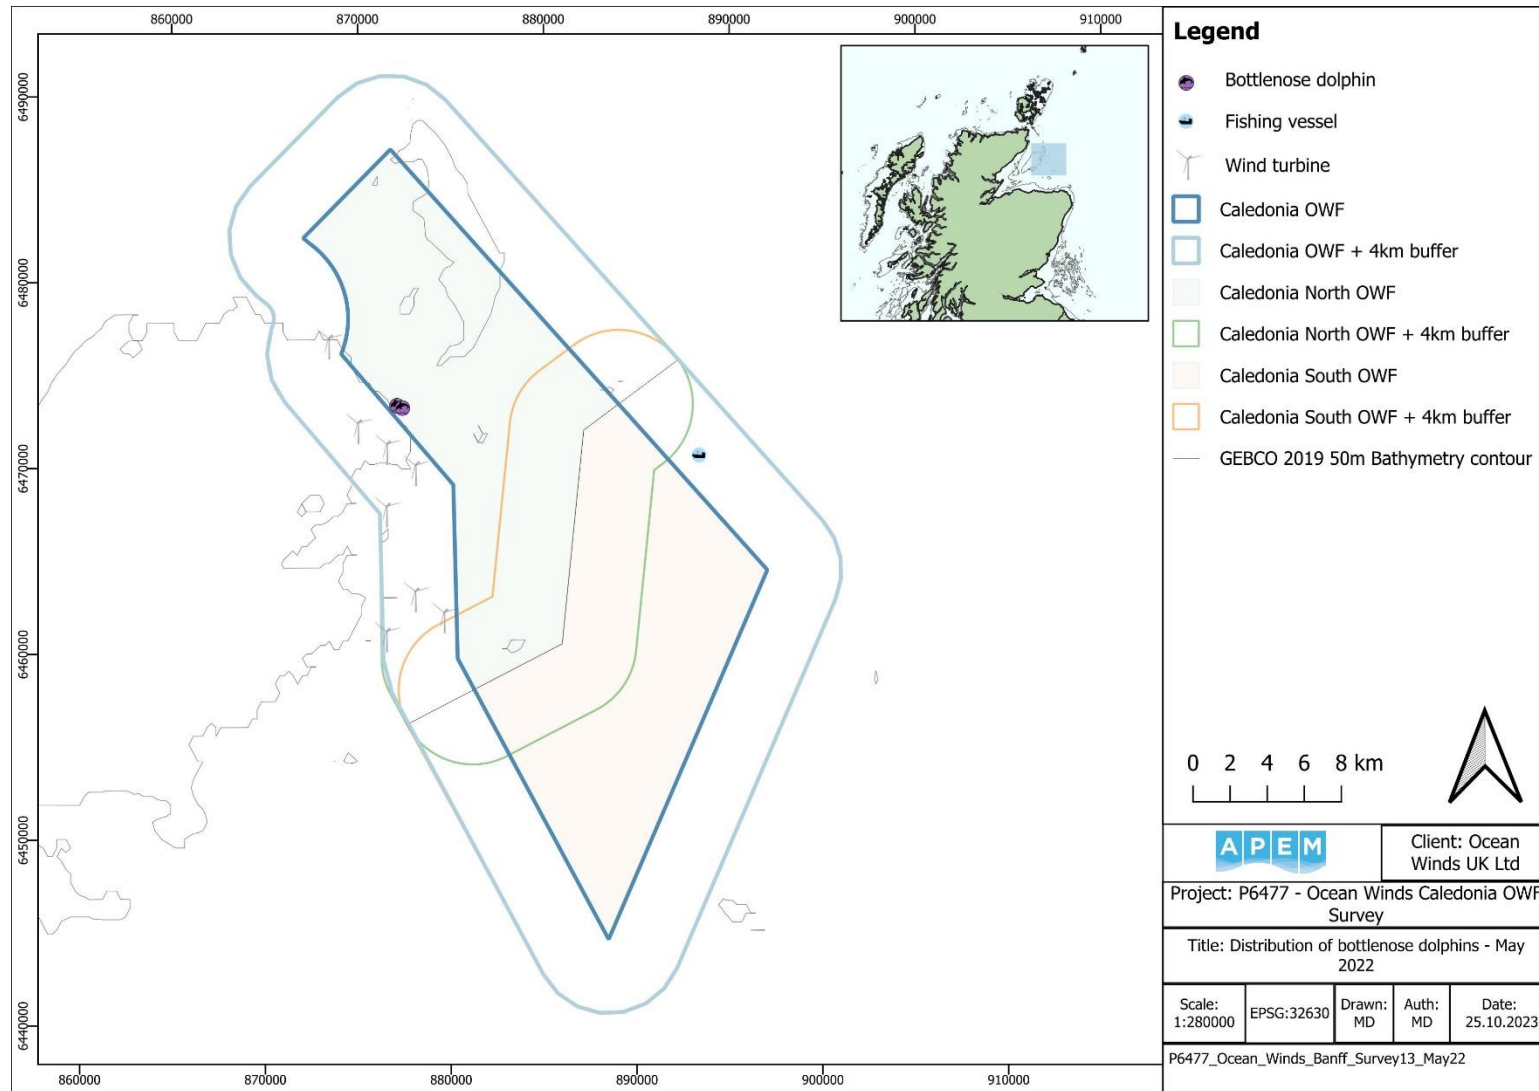 860000 870000 880000 890000 900000 910000
6490000
6480000
6470000
6460000
6450000
6440000
860000 870000 880000 890000 900000 910000
Legend
Bottlenose dolphin
Fishing vessel
Wind turbine
Caledonia OWF
Caledonia OWF + 4km buffer
Caledonia North OWF
Caledonia North OWF + 4km buffer
Caledonia South OWF
Caledonia South OWF + 4km buffer
GEBCO 2019 50m Bathymetry contour
0 2 4 6 8 km
APEM
Client: Ocean
Winds UK Ltd
Project: P6477 - Ocean Winds Caledonia OWF
Survey
Title: Distribution of bottlenose dolphins - May
2022
Scale:
1:280000
EPSG:32630
Drawn:
MD
Auth:
MD
Date:
25.10.2023
P6477_Ocean_Winds_Banff_Survey13_May22